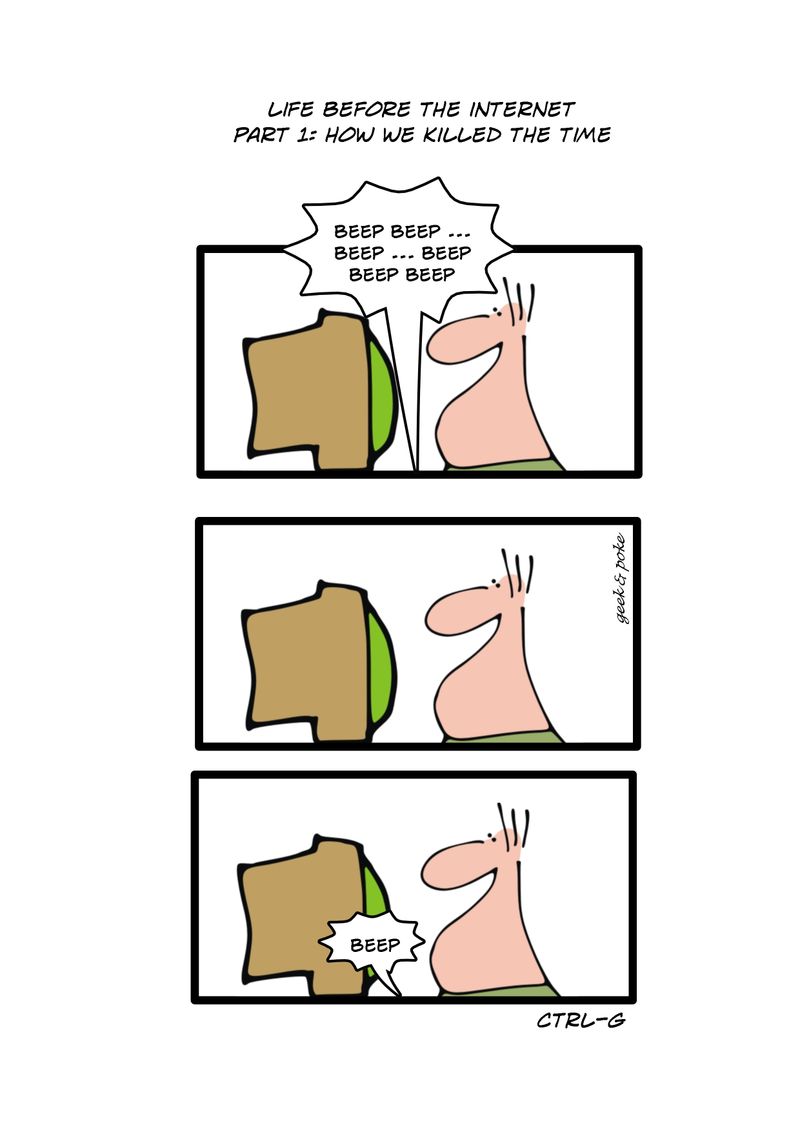 LIFE BEFORE THE INTERNET
PART 1: HOW WE KILLED THE TIME
BEEP BEEP ...
BEEP ... BEEP
BEEP BEEP
geek & poke
BEEP
CTRL-G